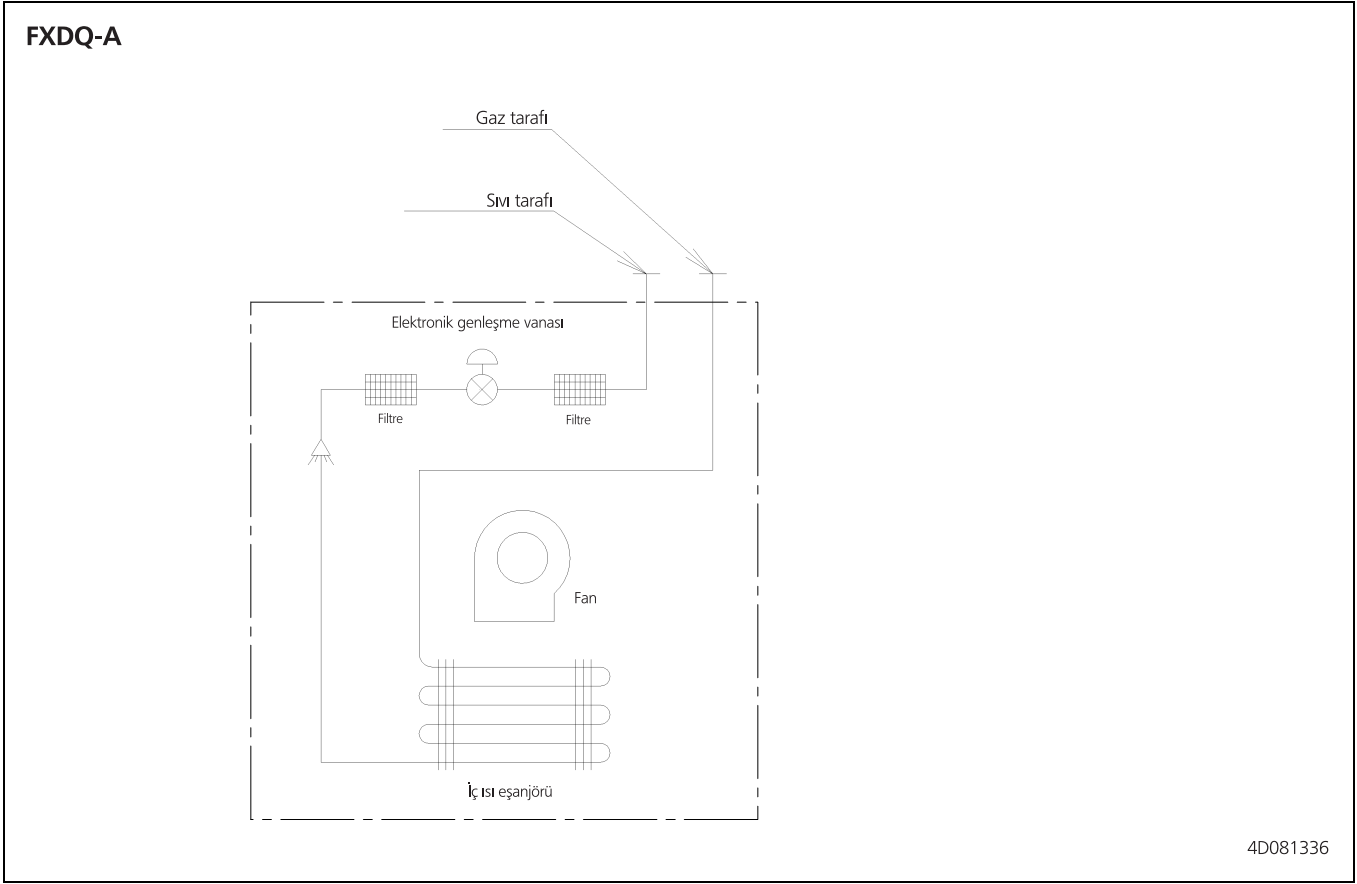 FXDQ-A
Gaz tarafı
Sıvı tarafı
Elektronik genleşme vanası
Filtre
Filtre
Fan
İç ısı eşanjörü
4D081336